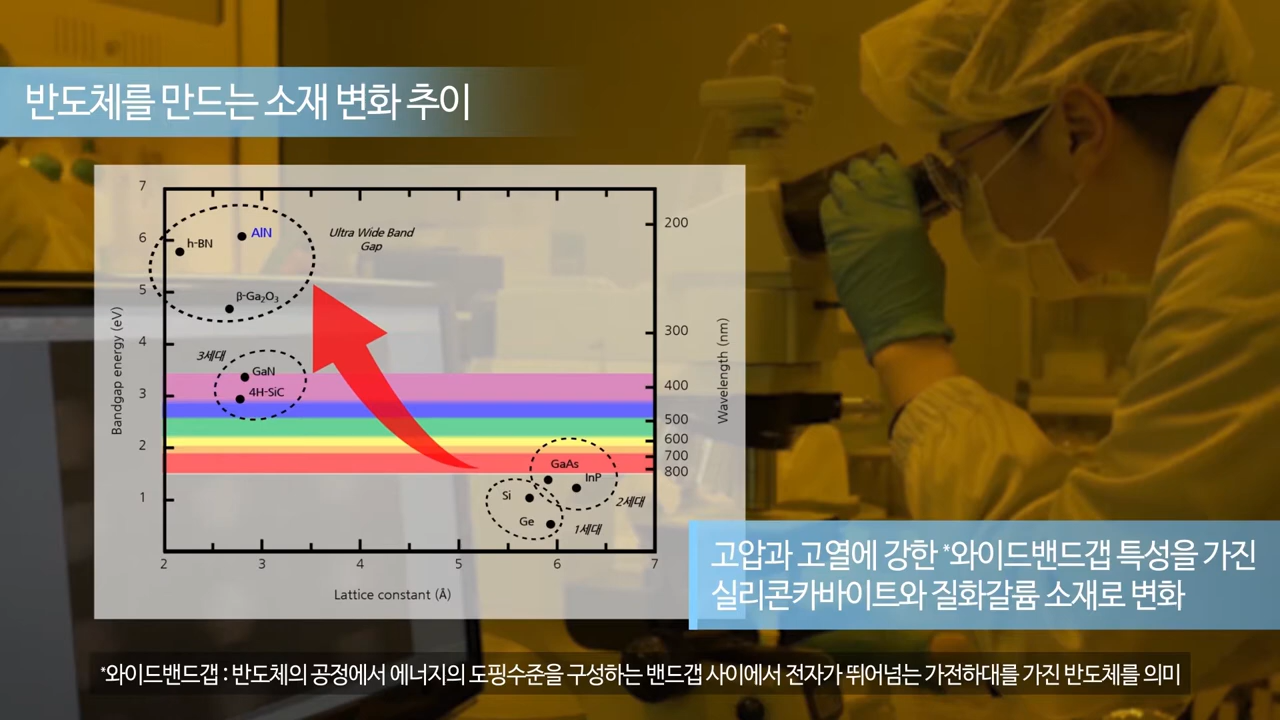 반도체를 만드는 소재 변화 추이
7
6
5
4
3
2
1
Bandgap energy (eV)
h-BN
AlN
β-Ga₂O₃
Ultra Wide Band
Gap
3세대
GaN
4H-SiC
GaAs
InP
2세대
Si
Ge
1세대
200
300
400
500
600
700
800
Wavelength (nm)
2 3 4 5 6 7
Lattice constant (Å)
고압과 고열에 강한 *와이드밴드갭 특성을 가진
실리콘카바이트와 질화갈륨 소재로 변화
*와이드밴드갭 : 반도체의 공정에서 에너지의 도핑수준을 구성하는 밴드갭 사이에서 전자가 뛰어넘는 가전하대를 가진 반도체를 의미